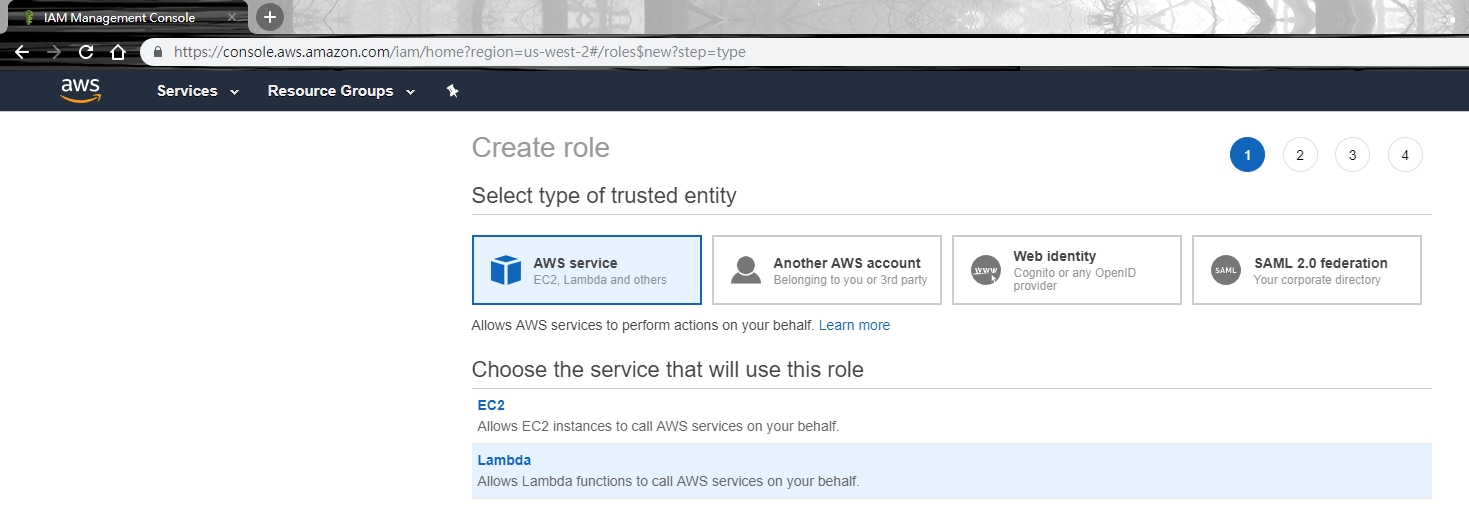 IAM Management Console
https://console.aws.amazon.com/iam/home?region=us-west-2#/roles$new?step=type
aws Services Resource Groups
Create role 1 2 3 4
Select type of trusted entity
AWS service
EC2, Lambda and others
Another AWS account
Belonging to you or 3rd party
www
Web identity
Cognito or any OpenID
provider
SAML
SAML 2.0 federation
Your corporate directory
Allows AWS services to perform actions on your behalf. Learn more
Choose the service that will use this role
EC2
Allows EC2 instances to call AWS services on your behalf.
Lambda
Allows Lambda functions to call AWS services on your behalf.